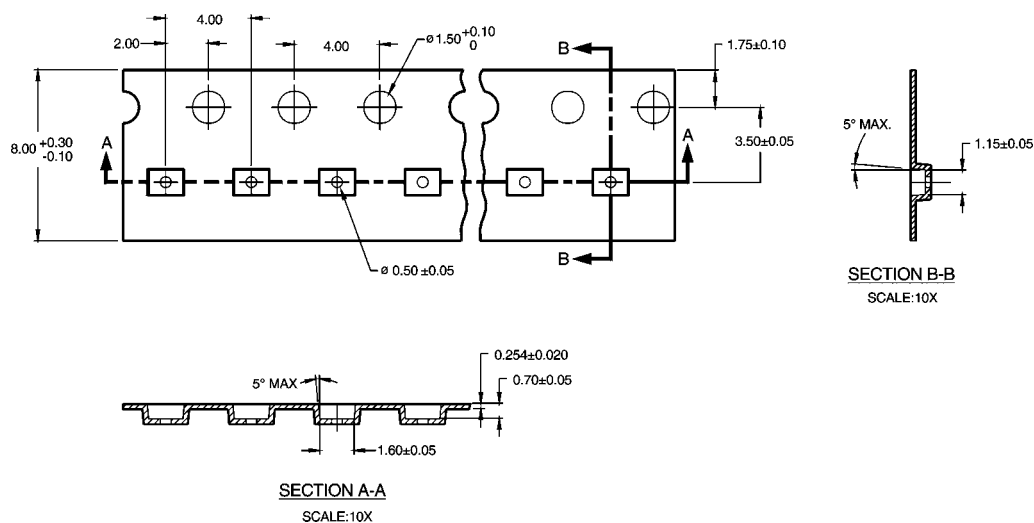 4.00
2.00
4.00
ø1.50 +0.10 0
B
1.75±0.10
8.00 +0.30 -0.10
A
A
3.50±0.05
5° MAX.
1.15±0.05
B
ø 0.50±0.05
SECTION B-B
SCALE:10X
0.254±0.020
5° MAX
0.70±0.05
1.60±0.05
SECTION A-A
SCALE:10X